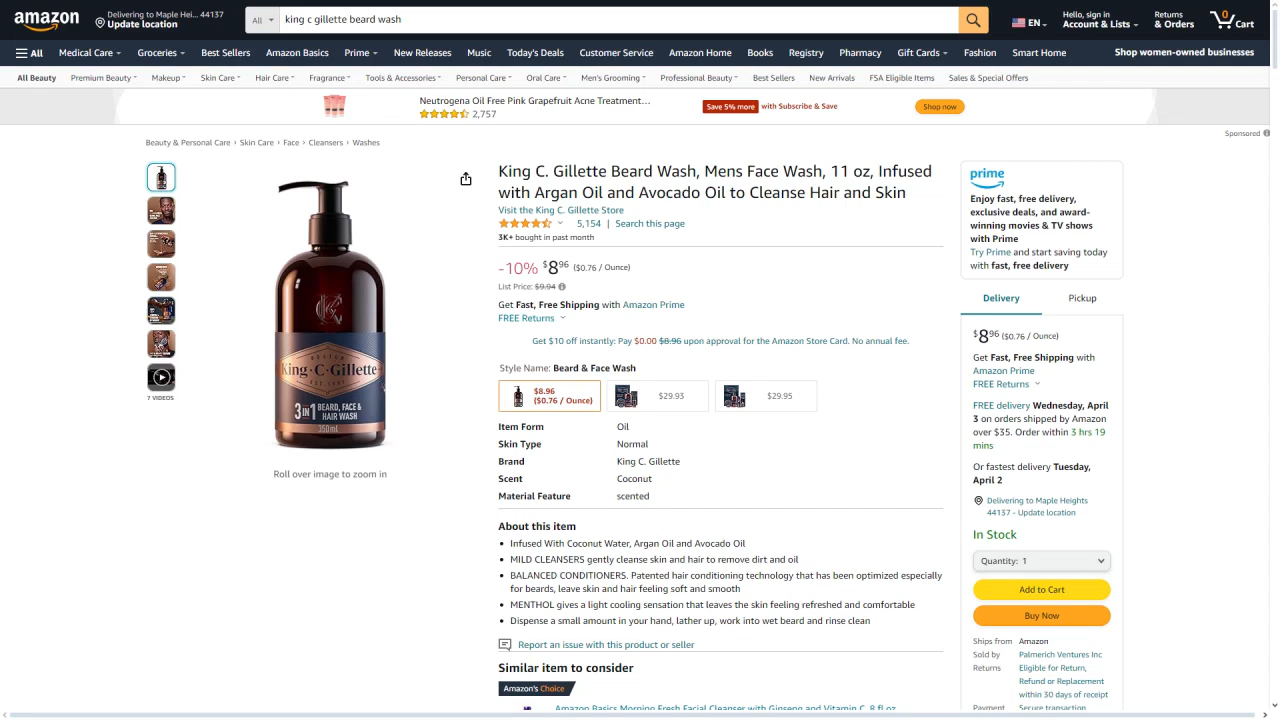 amazon
Delivering to Maple Hei... 44137
Update location
All
king c gillette beard wash
EN
Hello, sign in
Account & Lists
Returns
& Orders
0
Cart
All
Medical Care
Groceries
Best Sellers
Amazon Basics
Prime
New Releases
Music
Today's Deals
Customer Service
Amazon Home
Books
Registry
Pharmacy
Gift Cards
Fashion
Smart Home
Shop women-owned businesses
All Beauty
Premium Beauty
Makeup
Skin Care
Hair Care
Fragrance
Tools & Accessories
Personal Care
Oral Care
Men's Grooming
Professional Beauty
Best Sellers
New Arrivals
FSA Eligible Items
Sales & Special Offers
Neutrogena Oil Free Pink Grapefruit Acne Treatment...
2,757
Save 5% more with Subscribe & Save
Shop now
Sponsored
Beauty & Personal Care › Skin Care › Face › Cleansers › Washes
7 VIDEOS
King·C·Gillette
3 IN 1 BEARD, FACE &
HAIR WASH
350ml
Roll over image to zoom in
King C. Gillette Beard Wash, Mens Face Wash, 11 oz, Infused
with Argan Oil and Avocado Oil to Cleanse Hair and Skin
Visit the King C. Gillette Store
5,154 | Search this page
3K+ bought in past month
-10% $8 96 ($0.76 / Ounce)
List Price: $9.94
Get Fast, Free Shipping with Amazon Prime
FREE Returns
Get $10 off instantly: Pay $0.00 $8.96 upon approval for the Amazon Store Card. No annual fee.
Style Name: Beard & Face Wash
$8.96
($0.76 / Ounce)
$29.93
$29.95
Item Form Oil
Skin Type Normal
Brand King C. Gillette
Scent Coconut
Material Feature scented
About this item
• Infused With Coconut Water, Argan Oil and Avocado Oil
• MILD CLEANSERS gently cleanse skin and hair to remove dirt and oil
• BALANCED CONDITIONERS. Patented hair conditioning technology that has been optimized especially
for beards, leave skin and hair feeling soft and smooth
• MENTHOL gives a light cooling sensation that leaves the skin feeling refreshed and comfortable
• Dispense a small amount in your hand, lather up, work into wet beard and rinse clean
Report an issue with this product or seller
Similar item to consider
Amazon's Choice
Amazon Basics Morning Fresh Facial Cleanser with Ginseng and Vitamin C, 8 fl oz
prime
Enjoy fast, free delivery,
exclusive deals, and award-
winning movies & TV shows
with Prime
Try Prime and start saving today
with fast, free delivery
Delivery
Pickup
$8 96 ($0.76 / Ounce)
Get Fast, Free Shipping with
Amazon Prime
FREE Returns
FREE delivery Wednesday, April
3 on orders shipped by Amazon
over $35. Order within 3 hrs 19
mins
Or fastest delivery Tuesday,
April 2
Delivering to Maple Heights
44137 - Update location
In Stock
Quantity: 1
Add to Cart
Buy Now
Ships from Amazon
Sold by Palmerich Ventures Inc
Returns Eligible for Return,
Refund or Replacement
within 30 days of receipt
Payment Secure transaction